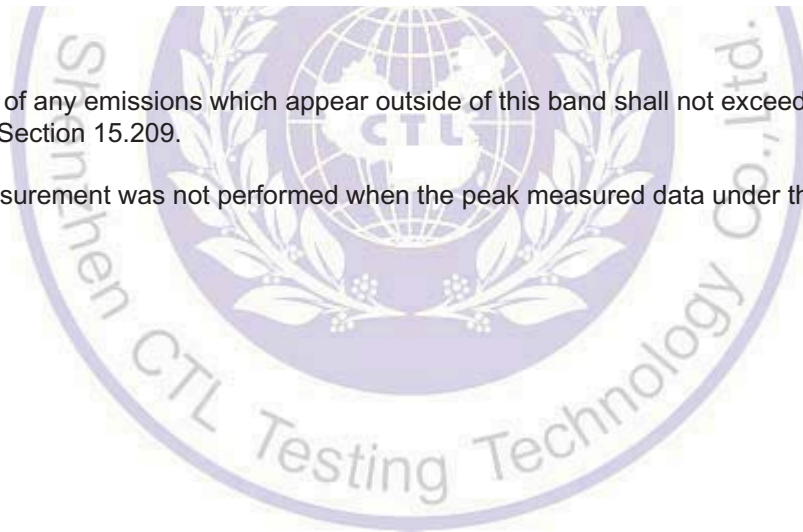 of any emissions which appear outside of this band shall not exceed
Section 15.209.
surement was not performed when the peak measured data under th
CTL
Shenzhen CTL Testing Technology Co.,Ltd.